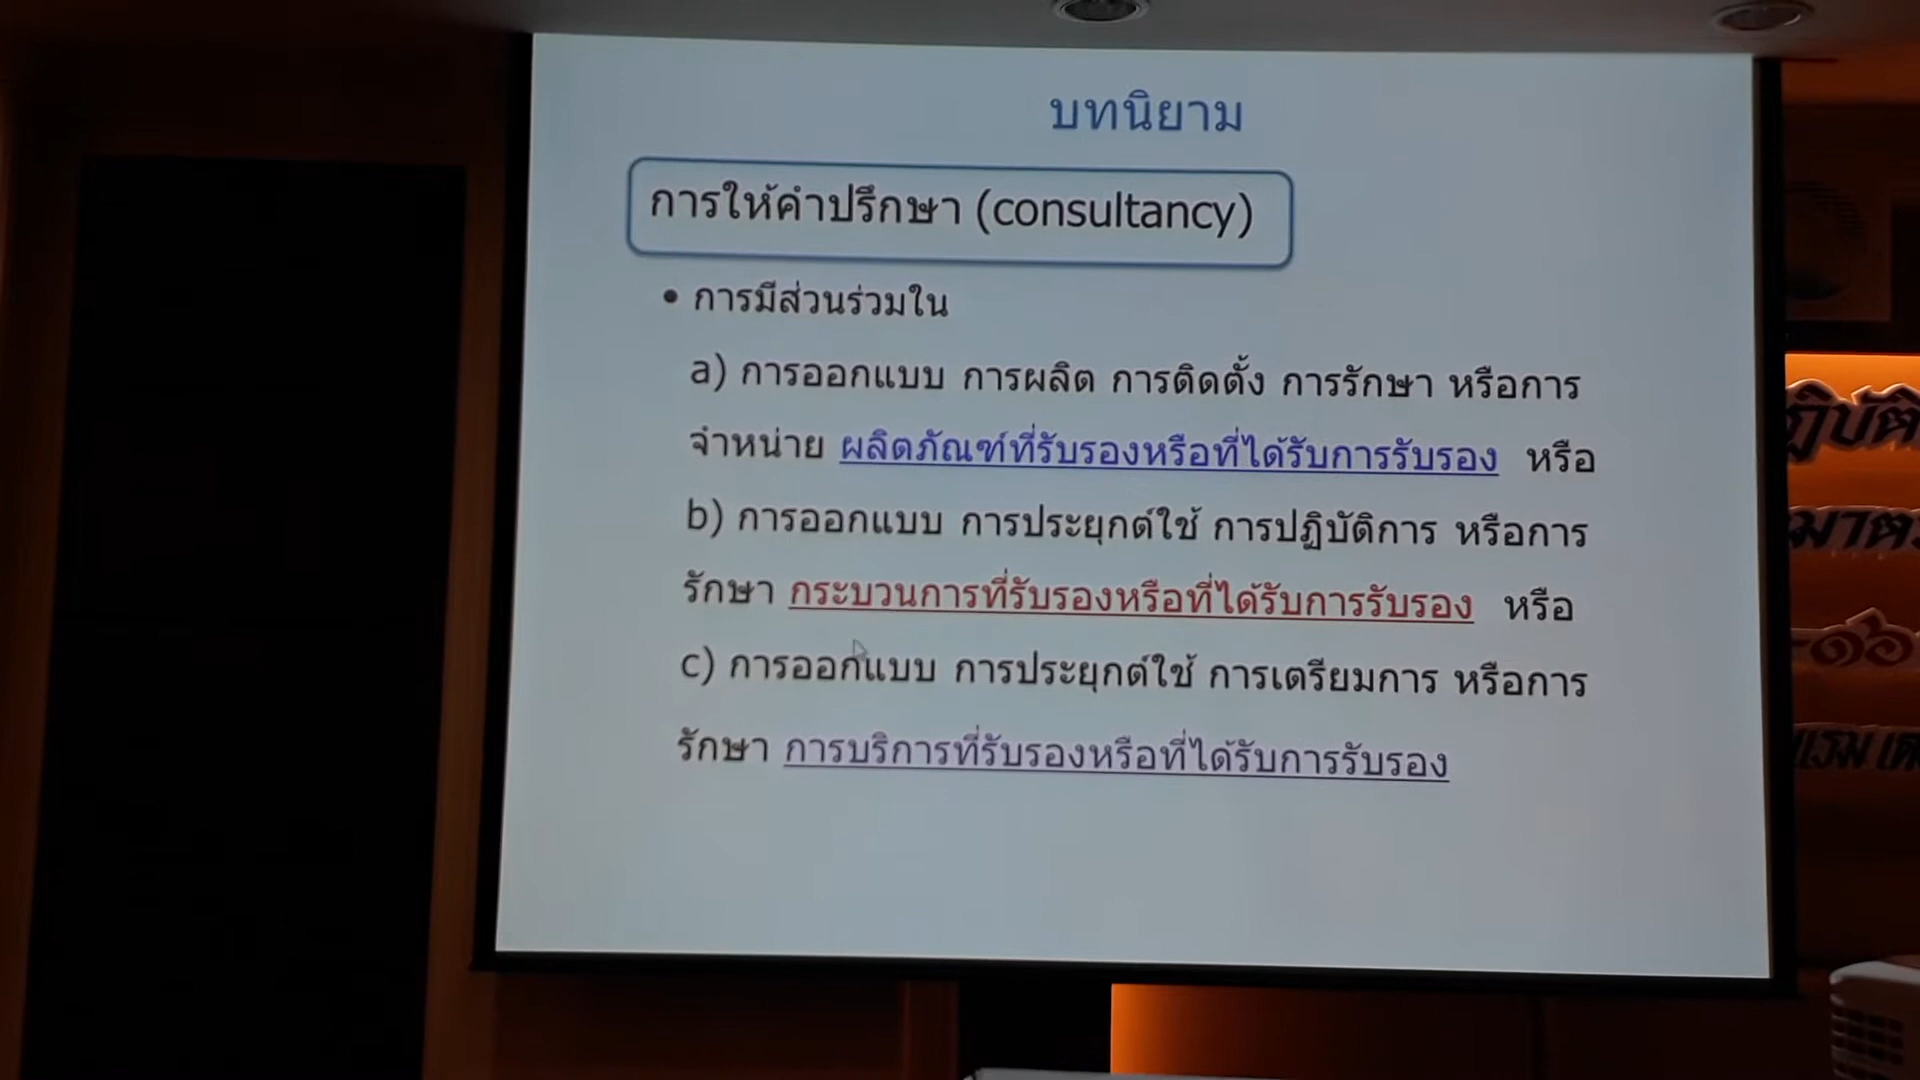 บทนิยาม
การให้คำปรึกษา (consultancy)
• การมีส่วนร่วมใน
a) การออกแบบ การผลิต การติดตั้ง การรักษา หรือการ
จำหน่าย ผลิตภัณฑ์ที่รับรองหรือที่ได้รับการรับรอง หรือ
b) การออกแบบ การประยุกต์ใช้ การปฏิบัติการ หรือการ
รักษา กระบวนการที่รับรองหรือที่ได้รับการรับรอง หรือ
c) การออกแบบ การประยุกต์ใช้ การเตรียมการ หรือการ
รักษา การบริการที่รับรองหรือที่ได้รับการรับรอง